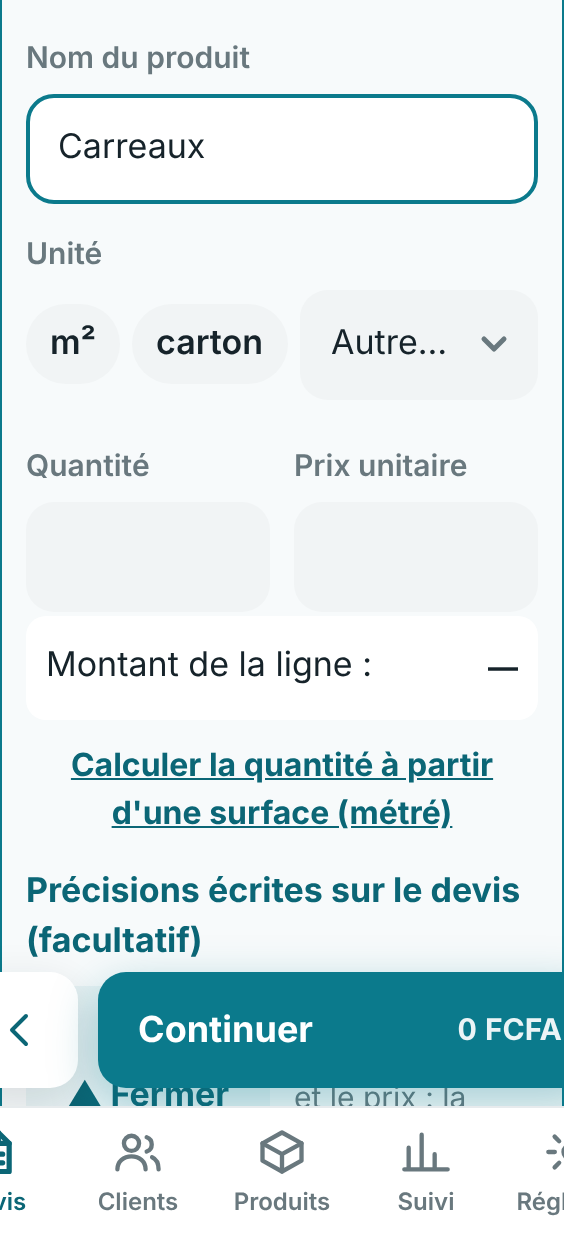 Nom du produit
Carreaux
Unité
m²
carton
Autre...
Quantité
Prix unitaire
Montant de la ligne :
—
Calculer la quantité à partir
d'une surface (métré)
Précisions écrites sur le devis
(facultatif)
Continuer
0 FCFA
▲ Fermer
et le prix : la
vis
Clients
Produits
Suivi
Régl